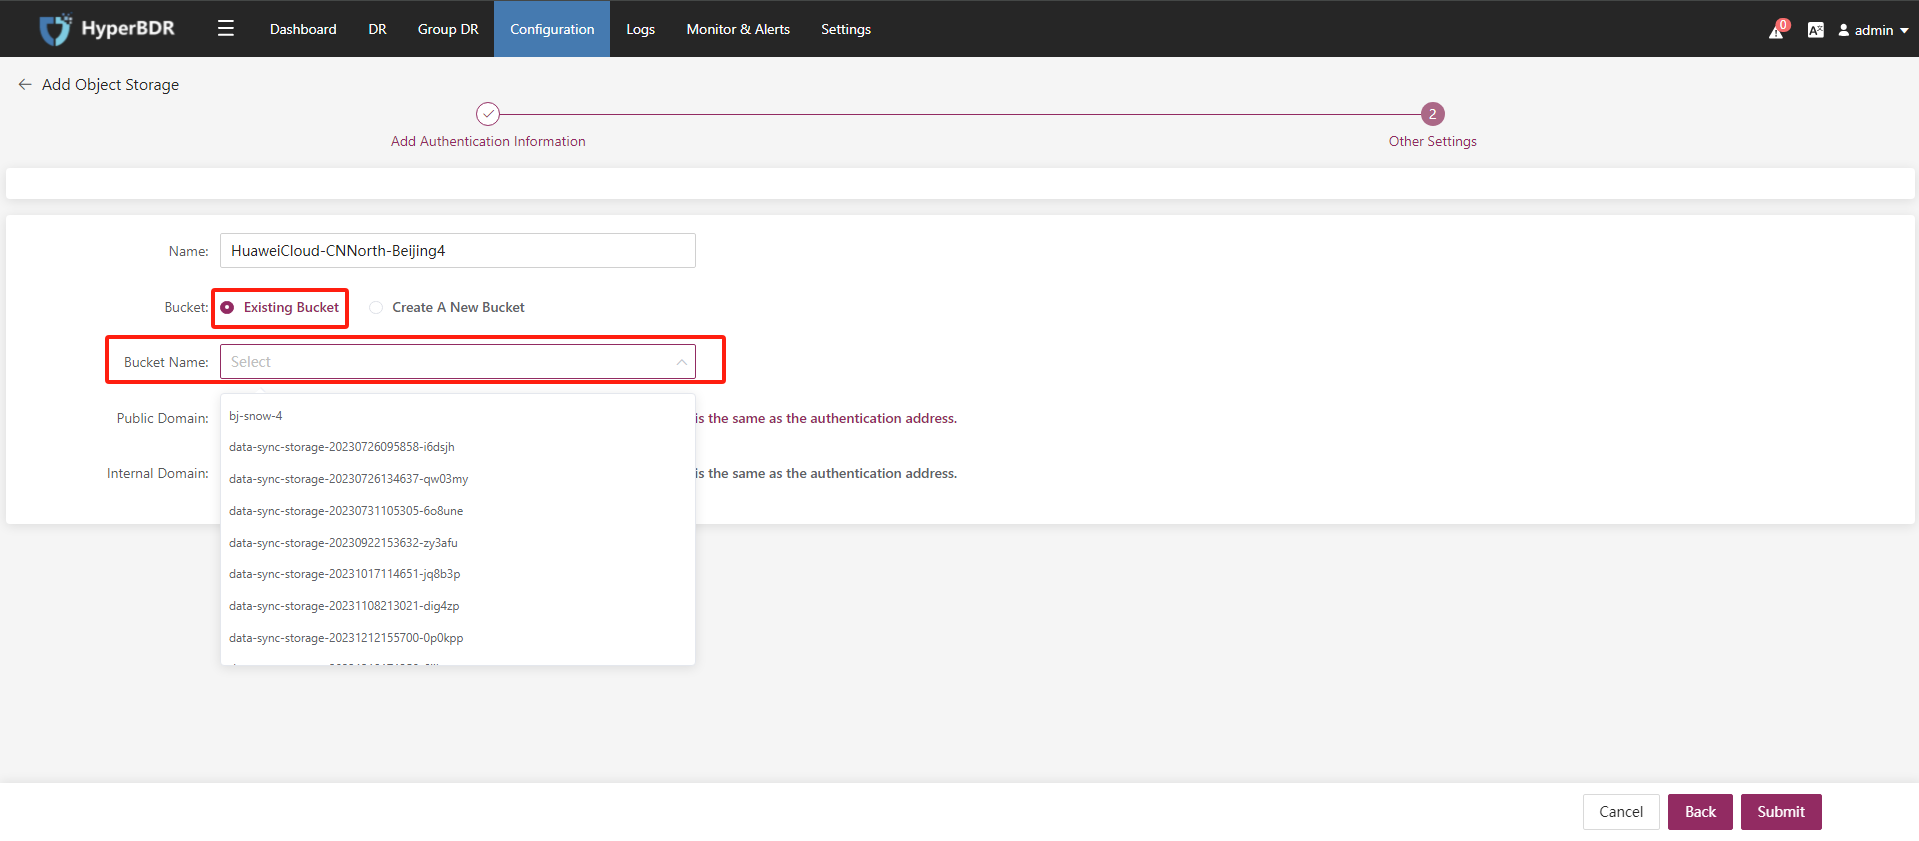 HyperBDR Dashboard DR Group DR Configuration Logs Monitor & Alerts Settings 0 admin
Add Object Storage
2
Add Authentication Information Other Settings
Name: HuaweiCloud-CNNorth-Beijing4
Bucket: Existing Bucket Create A New Bucket
Bucket Name: Select
bj-snow-4
Public Domain: is the same as the authentication address.
data-sync-storage-20230726095858-i6dsjh
Internal Domain: is the same as the authentication address.
data-sync-storage-20230726134637-qw03my
data-sync-storage-20230731105305-6o8une
data-sync-storage-20230922153632-zy3afu
data-sync-storage-20231017114651-jq8b3p
data-sync-storage-20231108213021-dig4zp
data-sync-storage-20231212155700-0p0kpp
Cancel Back Submit